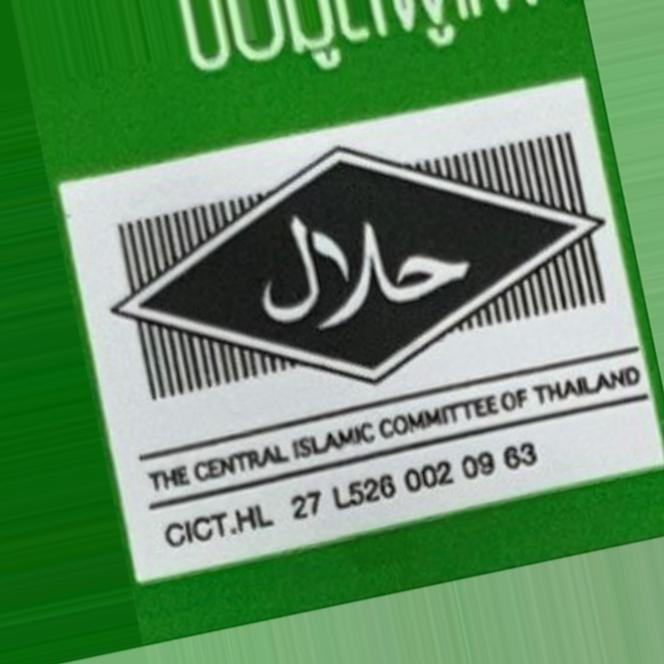 حلال
THE CENTRAL ISLAMIC COMMITTEE OF THAILAND
CICT.HL 27 L526 002 09 63